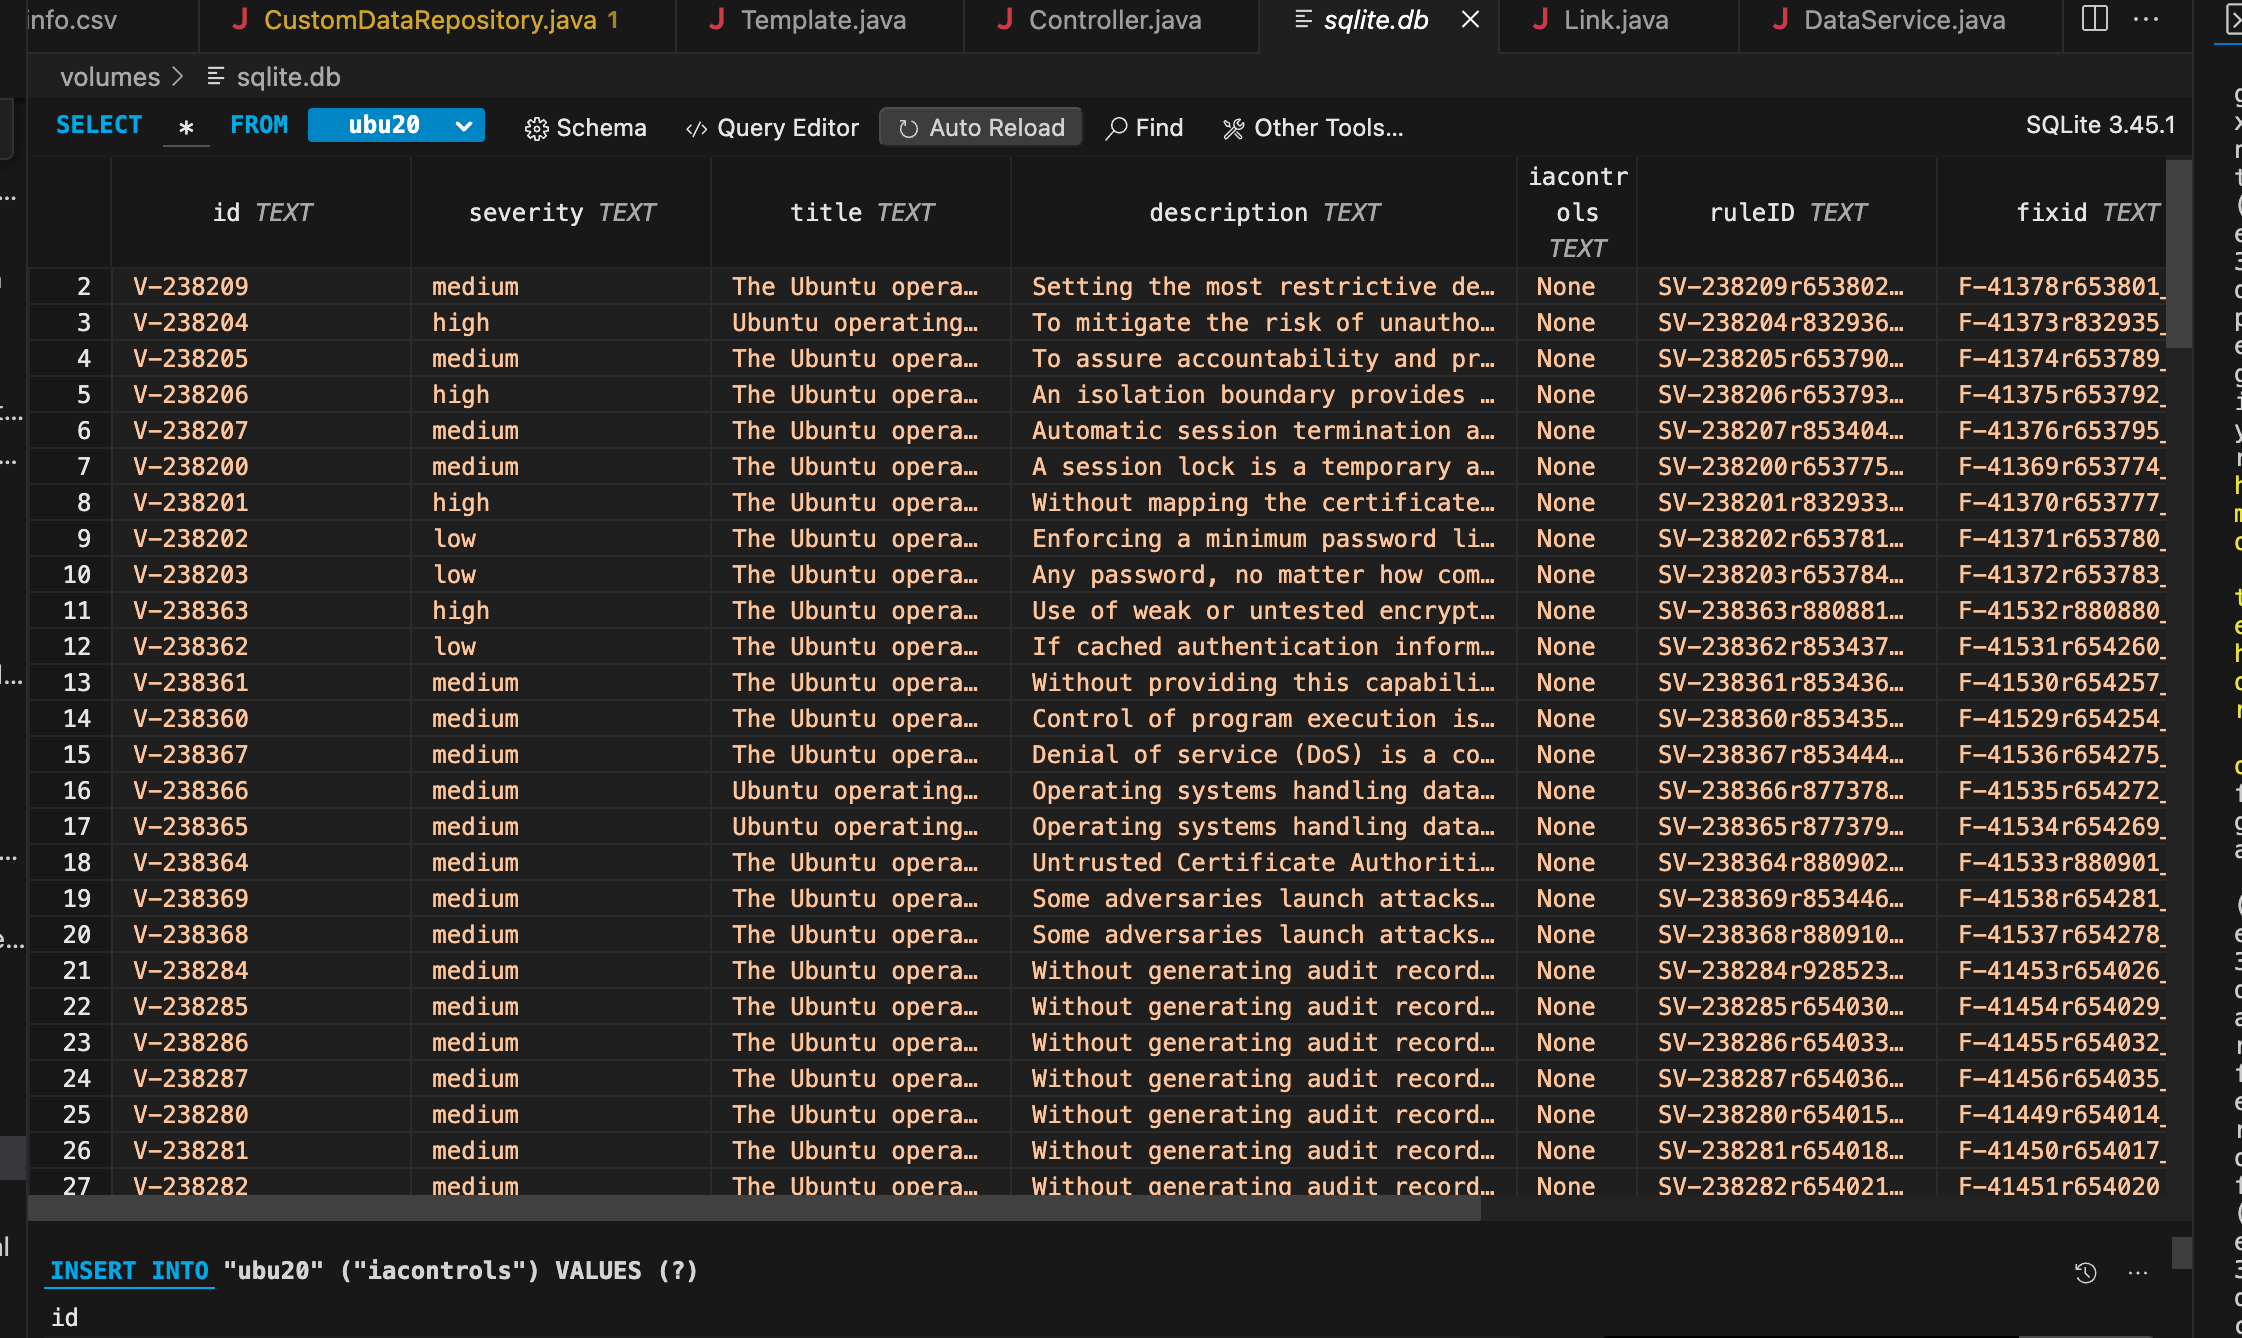 info.csv CustomDataRepository.java 1 Template.java Controller.java sqlite.db Link.java DataService.java
volumes > sqlite.db
SELECT * FROM ubu20 Schema Query Editor Auto Reload Find Other Tools... SQLite 3.45.1
id TEXT severity TEXT title TEXT description TEXT iacontrols TEXT ruleID TEXT fixid TEXT
2 V-238209 medium The Ubuntu opera… Setting the most restrictive de… None SV-238209r653802… F-41378r653801_
3 V-238204 high Ubuntu operating… To mitigate the risk of unautho… None SV-238204r832936… F-41373r832935_
4 V-238205 medium The Ubuntu opera… To assure accountability and pr… None SV-238205r653790… F-41374r653789_
5 V-238206 high The Ubuntu opera… An isolation boundary provides … None SV-238206r653793… F-41375r653792_
6 V-238207 medium The Ubuntu opera… Automatic session termination a… None SV-238207r853404… F-41376r653795_
7 V-238200 medium The Ubuntu opera… A session lock is a temporary a… None SV-238200r653775… F-41369r653774_
8 V-238201 high The Ubuntu opera… Without mapping the certificate… None SV-238201r832933… F-41370r653777_
9 V-238202 low The Ubuntu opera… Enforcing a minimum password li… None SV-238202r653781… F-41371r653780_
10 V-238203 low The Ubuntu opera… Any password, no matter how com… None SV-238203r653784… F-41372r653783_
11 V-238363 high The Ubuntu opera… Use of weak or untested encrypt… None SV-238363r880881… F-41532r880880_
12 V-238362 low The Ubuntu opera… If cached authentication inform… None SV-238362r853437… F-41531r654260_
13 V-238361 medium The Ubuntu opera… Without providing this capabili… None SV-238361r853436… F-41530r654257_
14 V-238360 medium The Ubuntu opera… Control of program execution is… None SV-238360r853435… F-41529r654254_
15 V-238367 medium The Ubuntu opera… Denial of service (DoS) is a co… None SV-238367r853444… F-41536r654275_
16 V-238366 medium Ubuntu operating… Operating systems handling data… None SV-238366r877378… F-41535r654272_
17 V-238365 medium Ubuntu operating… Operating systems handling data… None SV-238365r877379… F-41534r654269_
18 V-238364 medium The Ubuntu opera… Untrusted Certificate Authoriti… None SV-238364r880902… F-41533r880901_
19 V-238369 medium The Ubuntu opera… Some adversaries launch attacks… None SV-238369r853446… F-41538r654281_
20 V-238368 medium The Ubuntu opera… Some adversaries launch attacks… None SV-238368r880910… F-41537r654278_
21 V-238284 medium The Ubuntu opera… Without generating audit record… None SV-238284r928523… F-41453r654026_
22 V-238285 medium The Ubuntu opera… Without generating audit record… None SV-238285r654030… F-41454r654029_
23 V-238286 medium The Ubuntu opera… Without generating audit record… None SV-238286r654033… F-41455r654032_
24 V-238287 medium The Ubuntu opera… Without generating audit record… None SV-238287r654036… F-41456r654035_
25 V-238280 medium The Ubuntu opera… Without generating audit record… None SV-238280r654015… F-41449r654014_
26 V-238281 medium The Ubuntu opera… Without generating audit record… None SV-238281r654018… F-41450r654017_
27 V-238282 medium The Ubuntu opera… Without generating audit record… None SV-238282r654021… F-41451r654020
INSERT INTO "ubu20" ("iacontrols") VALUES (?)
id